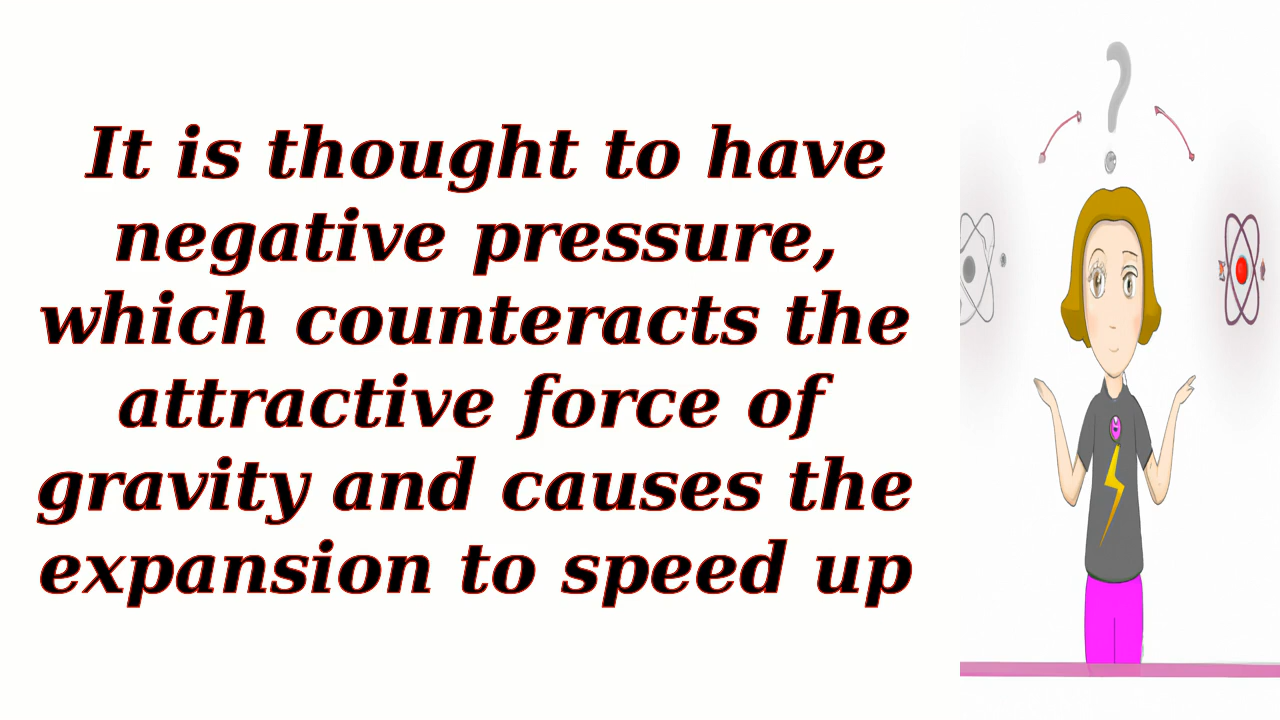 It is thought to have
negative pressure,
which counteracts the
attractive force of
gravity and causes the
expansion to speed up
?